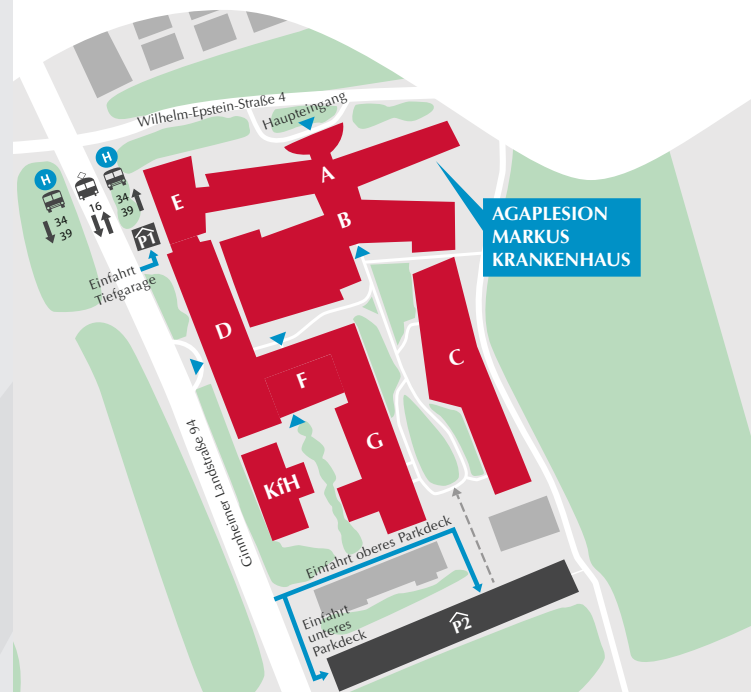 Wilhelm-Epstein-Straße 4
Haupteingang
H
H
34
39
16
34
39
P1
Einfahrt
Tiefgarage
E
A
B
AGAPLESION
MARKUS
KRANKENHAUS
D
C
F
G
KfH
Ginnheimer Landstraße 94
Einfahrt oberes Parkdeck
Einfahrt
unteres
Parkdeck
P2